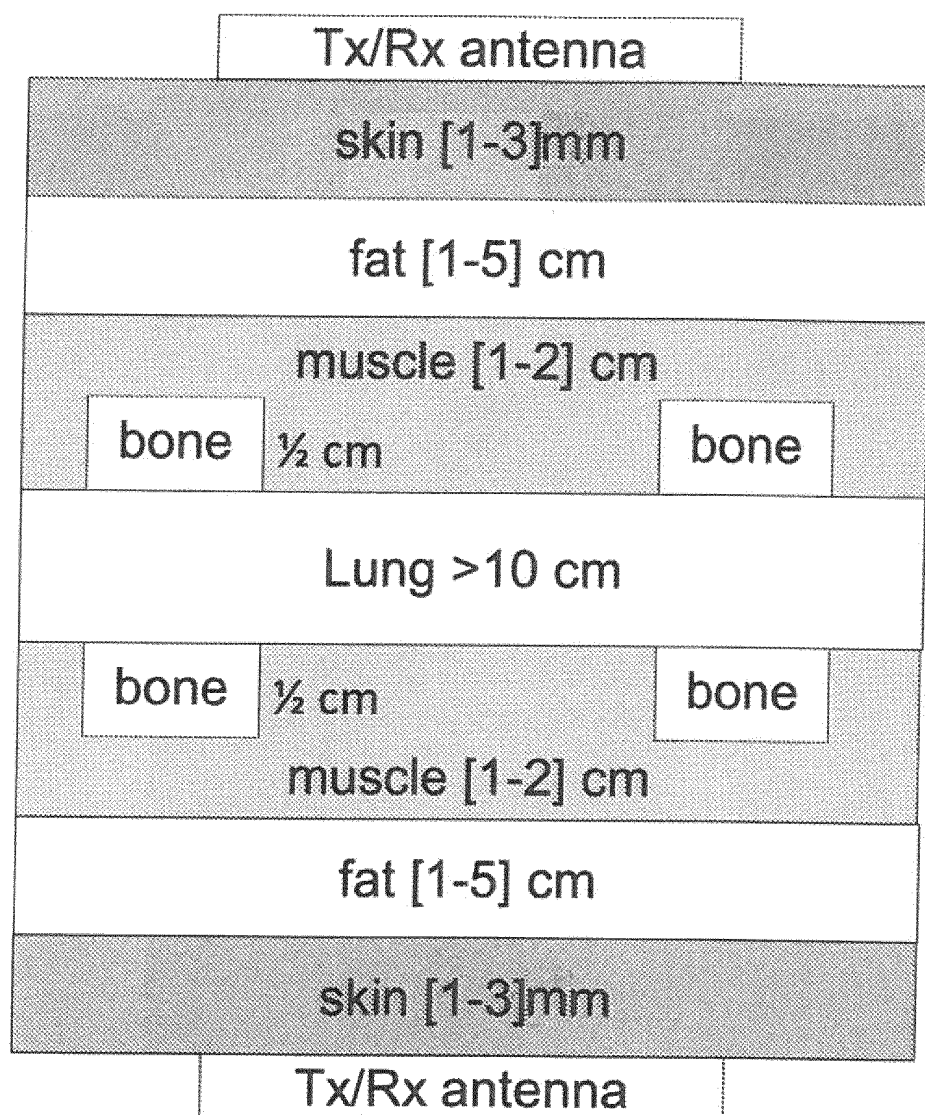 Tx/Rx antenna
skin [1-3]mm
fat [1-5] cm
muscle [1-2] cm
bone ½ cm bone
Lung >10 cm
bone ½ cm bone
muscle [1-2] cm
fat [1-5] cm
skin [1-3]mm
Tx/Rx antenna